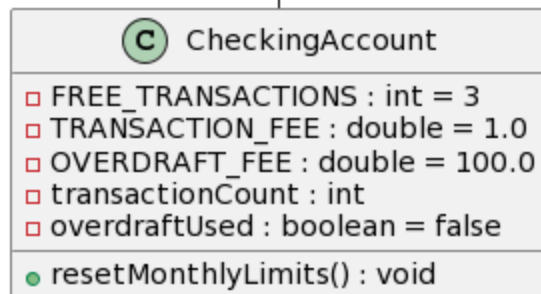 C CheckingAccount
FREE_TRANSACTIONS : int = 3
TRANSACTION_FEE : double = 1.0
OVERDRAFT_FEE : double = 100.0
transactionCount : int
overdraftUsed : boolean = false
resetMonthlyLimits() : void